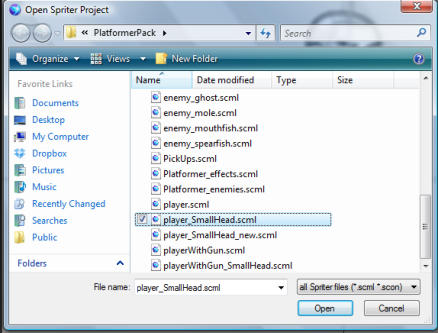 Open Spriter Project
« PlatformerPack
Search
Organize Views New Folder
Favorite Links
Documents
Desktop
My Computer
Dropbox
Pictures
Music
Recently Changed
Searches
Public
Folders
Name Date modified Type Size
enemy_ghost.scml
enemy_mole.scml
enemy_mouthfish.scml
enemy_spearfish.scml
PickUps.scml
Platformer_effects.scml
Platformer_enemies.scml
player.scml
player_SmallHead.scml
player_SmallHead_new.scml
playerWithGun.scml
playerWithGun_SmallHead.scml
File name: player_SmallHead.scml
all Spriter files (*.scml *.scon)
Open Cancel